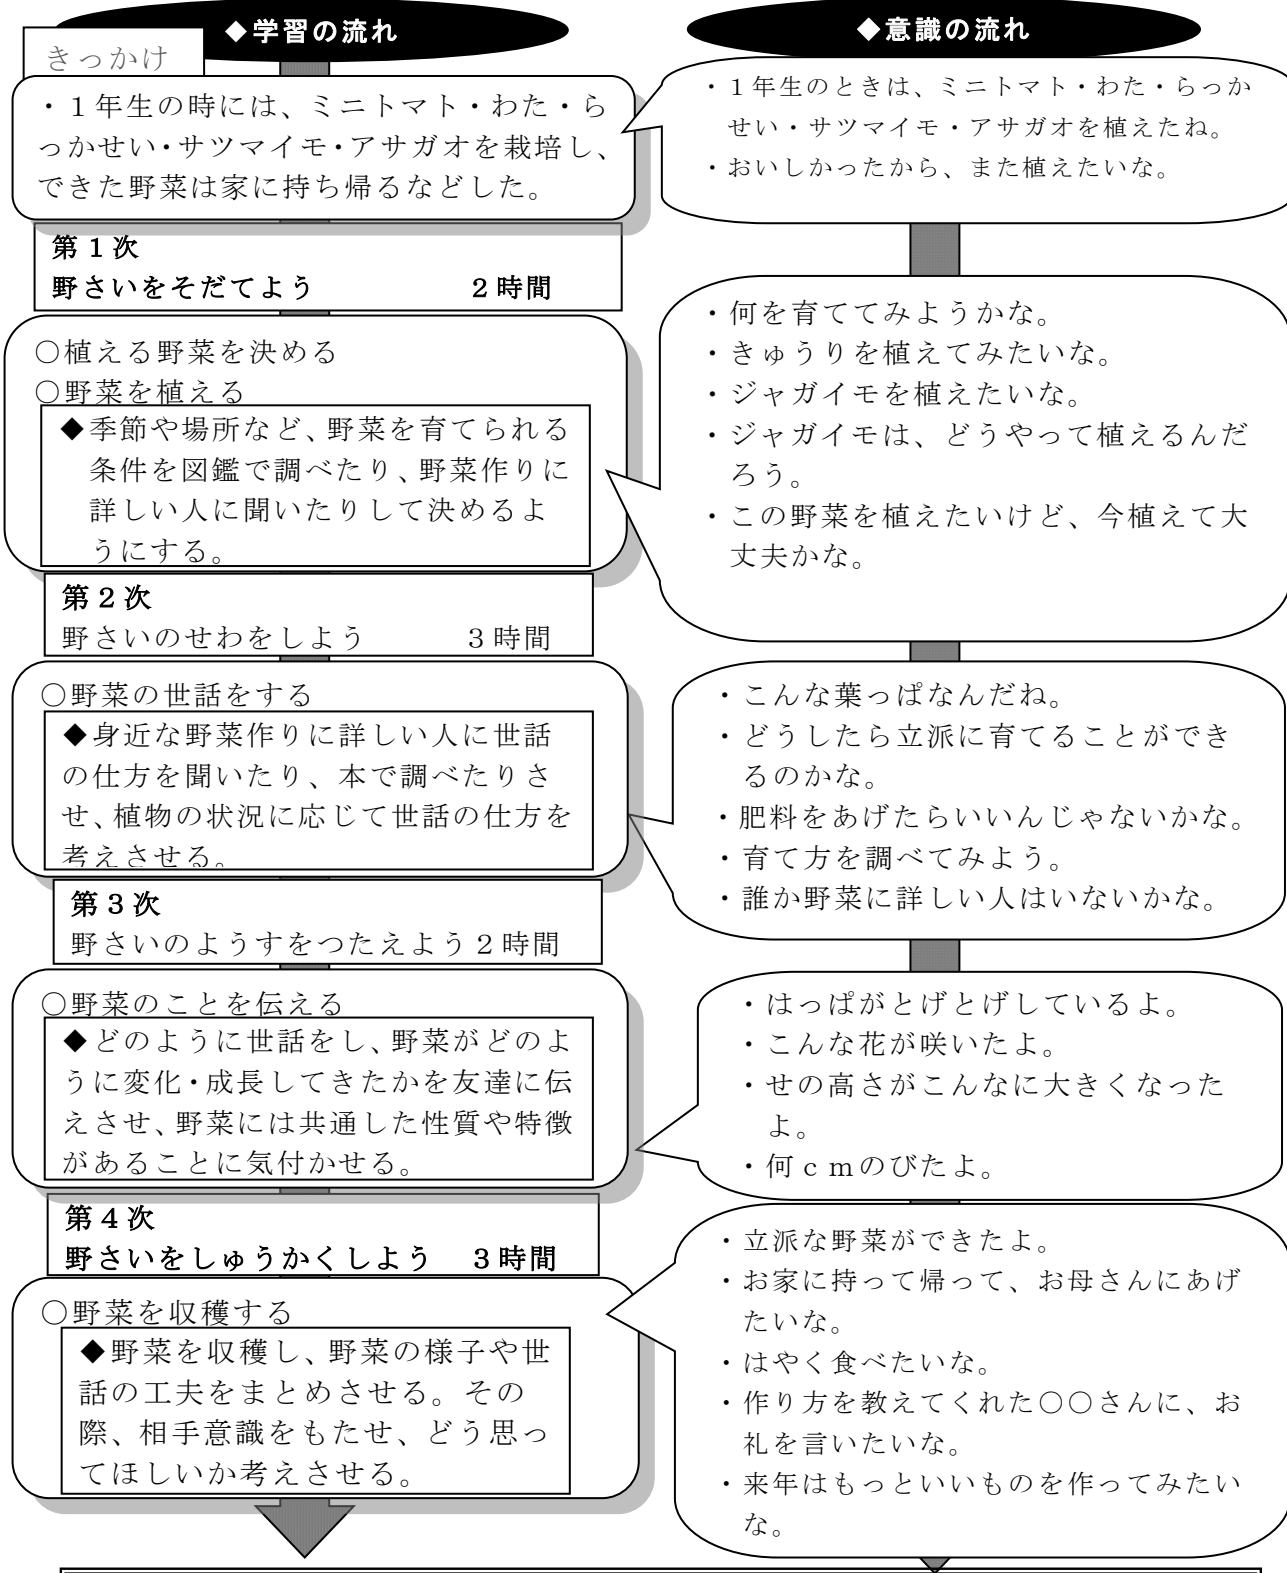 ◆学習の流れ
きっかけ
・１年生の時には、ミニトマト・わた・ら
っかせい・サツマイモ・アサガオを栽培し、
できた野菜は家に持ち帰るなどした。
第１次
野さいをそだてよう　２時間
○植える野菜を決める
○野菜を植える
◆季節や場所など、野菜を育てられる
条件を図鑑で調べたり、野菜作りに
詳しい人に聞いたりして決めるよ
うにする。
第２次
野さいのせわをしよう　３時間
○野菜の世話をする
◆身近な野菜作りに詳しい人に世話
の仕方を聞いたり、本で調べたりさ
せ、植物の状況に応じて世話の仕方を
考えさせる。
第３次
野さいのようすをつたえよう２時間
○野菜のことを伝える
◆どのように世話をし、野菜がどのよ
うに変化・成長してきたかを友達に伝
えさせ、野菜には共通した性質や特徴
があることに気付かせる。
第４次
野さいをしゅうかくしよう　３時間
○野菜を収穫する
◆野菜を収穫し、野菜の様子や世
話の工夫をまとめさせる。その
際、相手意識をもたせ、どう思っ
てほしいか考えさせる。
◆意識の流れ
・１年生のときは、ミニトマト・わた・らっか
せい・サツマイモ・アサガオを植えたね。
・おいしかったから、また植えたいな。
・何を育ててみようかな。
・きゅうりを植えてみたいな。
・ジャガイモを植えたいな。
・ジャガイモは、どうやって植えるんだ
ろう。
・この野菜を植えたいけど、今植えて大
丈夫かな。
・こんな葉っぱなんだね。
・どうしたら立派に育てることができ
るのかな。
・肥料をあげたらいいんじゃないかな。
・育て方を調べてみよう。
・誰か野菜に詳しい人はいないかな。
・はっぱがとげとげしているよ。
・こんな花が咲いたよ。
・せの高さがこんなに大きくなった
よ。
・何ｃｍのびたよ。
・立派な野菜ができたよ。
・お家に持って帰って、お母さんにあげ
たいな。
・はやく食べたいな。
・作り方を教えてくれた○○さんに、お
礼を言いたいな。
・来年はもっといいものを作ってみたい
な。